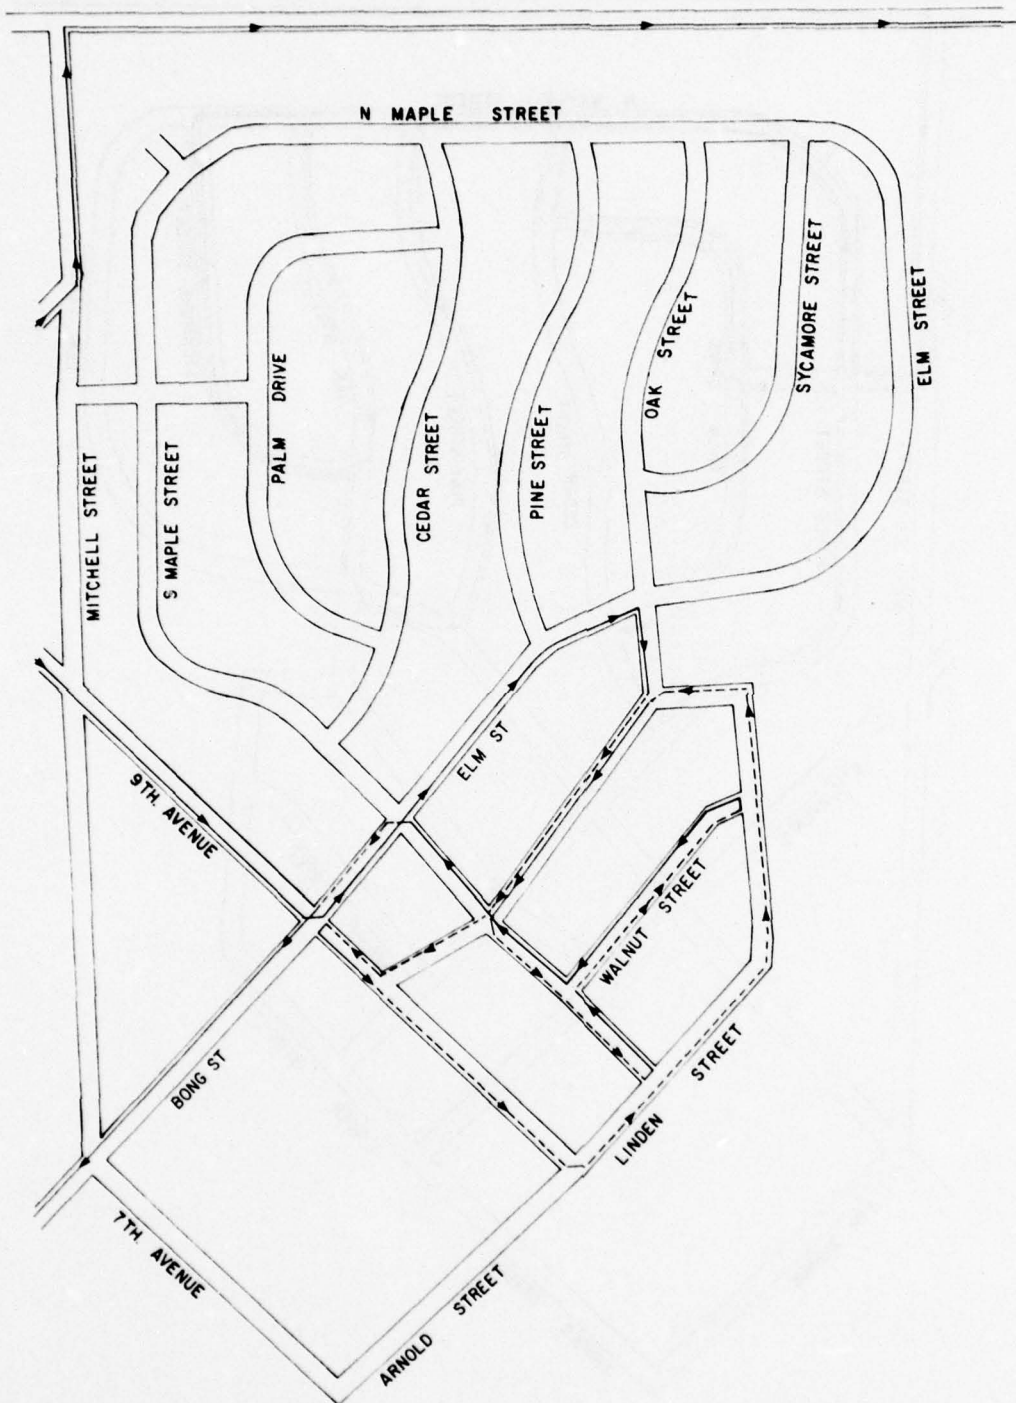 N MAPLE STREET
ELM STREET
SYCAMORE STREET
OAK STREET
PALM DRIVE
CEDAR STREET
PINE STREET
MITCHELL STREET
S MAPLE STREET
ELM ST
9TH. AVENUE
WALNUT STREET
BONG ST
LINDEN STREET
7TH. AVENUE
ARNOLD STREET